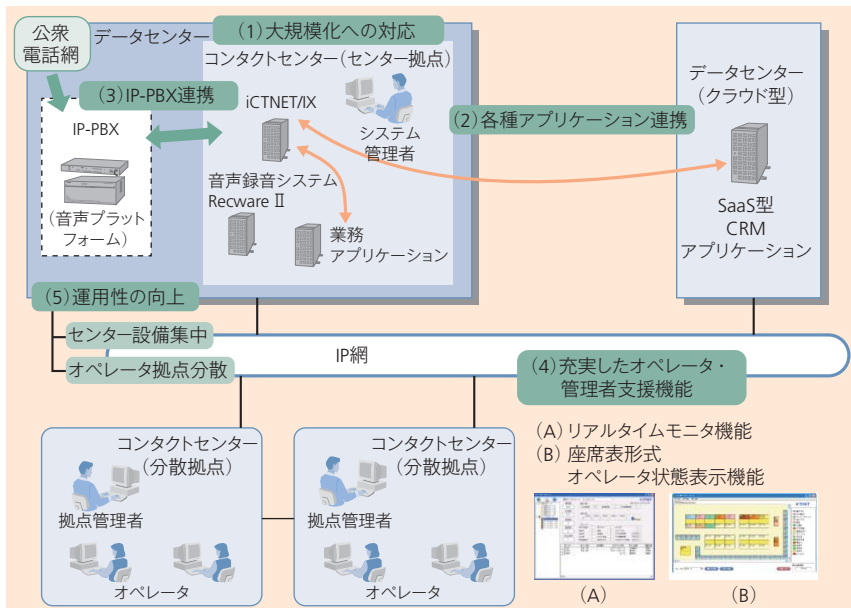 公衆
電話網
データセンター
(1)大規模化への対応
コンタクトセンター(センター拠点)
(3)IP-PBX連携
iCTNET/IX
システム
管理者
IP-PBX
(音声プラット
フォーム)
音声録音システム
Recware Ⅱ
業務
アプリケーション
(2)各種アプリケーション連携
データセンター
(クラウド型)
SaaS型
CRM
アプリケーション
(5)運用性の向上
センター設備集中
オペレータ拠点分散
IP網
(4)充実したオペレータ・
管理者支援機能
コンタクトセンター
(分散拠点)
拠点管理者
オペレータ
コンタクトセンター
(分散拠点)
拠点管理者
オペレータ
(A)リアルタイムモニタ機能
(B)座席表形式
オペレータ状態表示機能
(A)
(B)